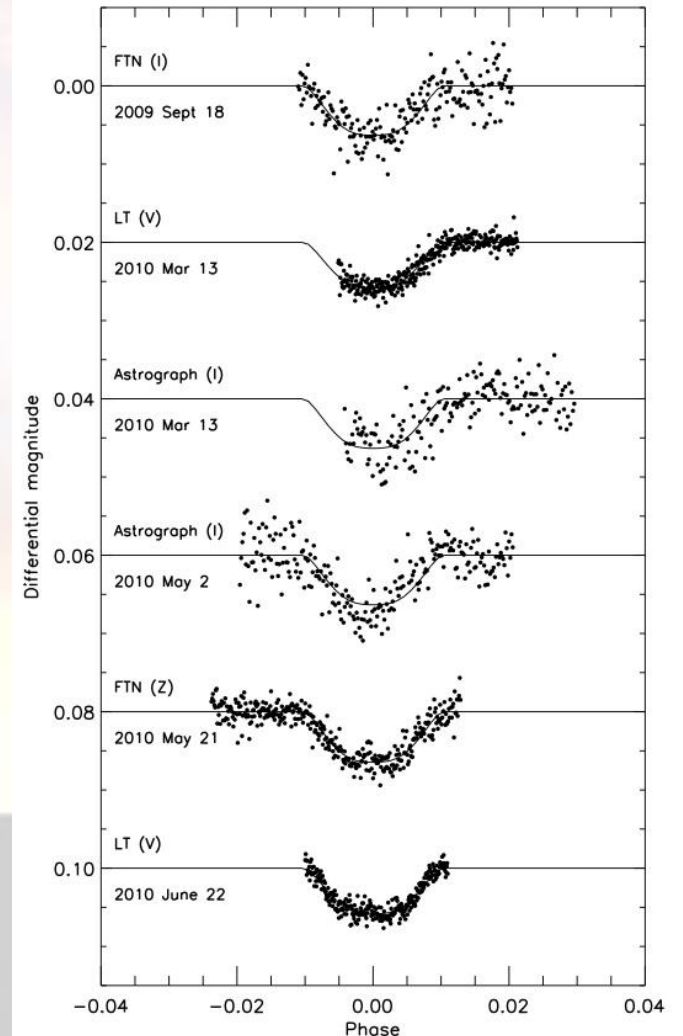 FTN (I)
0.00
2009 Sept 18
LT (V)
0.02
2010 Mar 13
Astrograph (I)
0.04
2010 Mar 13
Differential magnitude
Astrograph (I)
0.06
2010 May 2
FTN (Z)
0.08
2010 May 21
LT (V)
0.10
2010 June 22
−0.04
−0.02
0.00
0.02
0.04
Phase